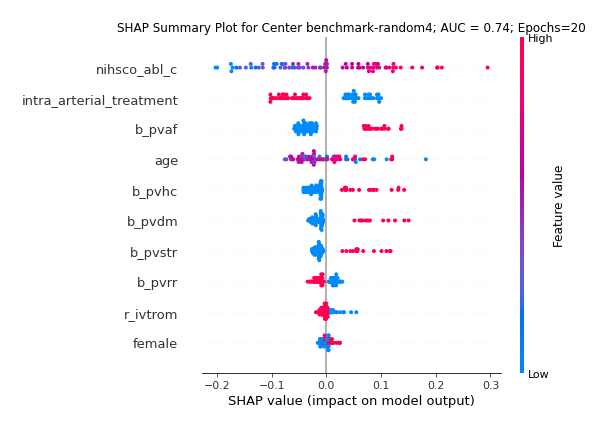 SHAP Summary Plot for Center benchmark-random4; AUC = 0.74; Epochs=20
High
nihsco_abl_c
intra_arterial_treatment
b_pvaf
age
b_pvhc
b_pvdm
b_pvstr
b_pvrr
r_ivtrom
female
Feature value
Low
−0.2 −0.1 0.0 0.1 0.2 0.3
SHAP value (impact on model output)